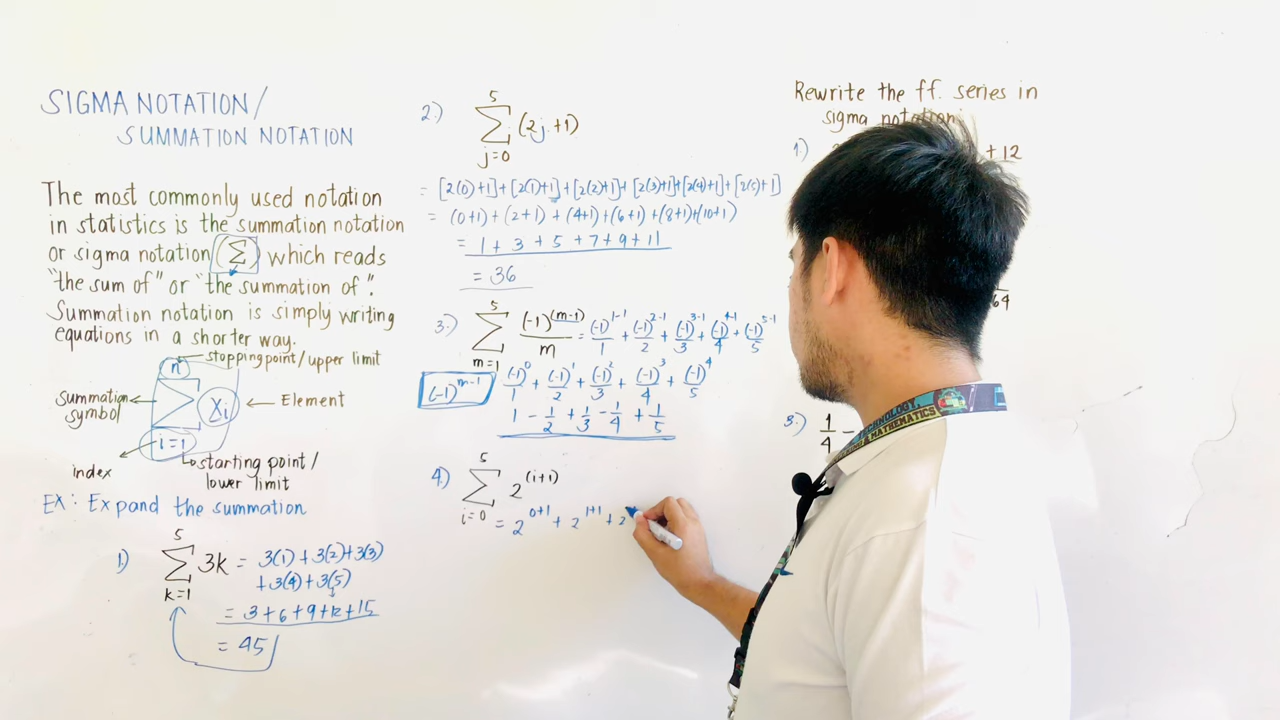 SIGMA NOTATION/
SUMMATION NOTATION
The most commonly used notation
in statistics is the summation notation
or sigma notation (Σ) which reads
"the sum of" or "the summation of".
Summation notation is simply writing
equations in a shorter way.
n → stopping point/upper limit
Summation symbol
Σ
Xi ← Element
i=1
index
starting point/
lower limit
EX: Expand the summation
1.) 5 Σ k=1 3k = 3(1)+3(2)+3(3)
+3(4)+3(5)
= 3+6+9+12+15
= 45
2.) 5 Σ j=0 (2j+1)
= [2(0)+1]+[2(1)+1]+[2(2)+1]+[2(3)+1]+[2(4)+1]+[2(5)+1]
= (0+1)+(2+1)+(4+1)+(6+1)+(8+1)+(10+1)
= 1+3+5+7+9+11
= 36
3.) 5 Σ m=1 (-1)^(m-1)/m = (-1)^1-1/1 + (-1)^2-1/2 + (-1)^3-1/3 + (-1)^4-1/4 + (-1)^5-1/5
(-1)^m-1
(-1)^0/1 + (-1)^1/2 + (-1)^2/3 + (-1)^3/4 + (-1)^4/5
1 - 1/2 + 1/3 - 1/4 + 1/5
4.) 5 Σ i=0 2^(i+1)
= 2^0+1 + 2^1+1 + 2
Rewrite the ff. series in
sigma notation:
1.) + 12
64
3.) 1/4 -
TECHNOLOGY,
& MATHEMATICS